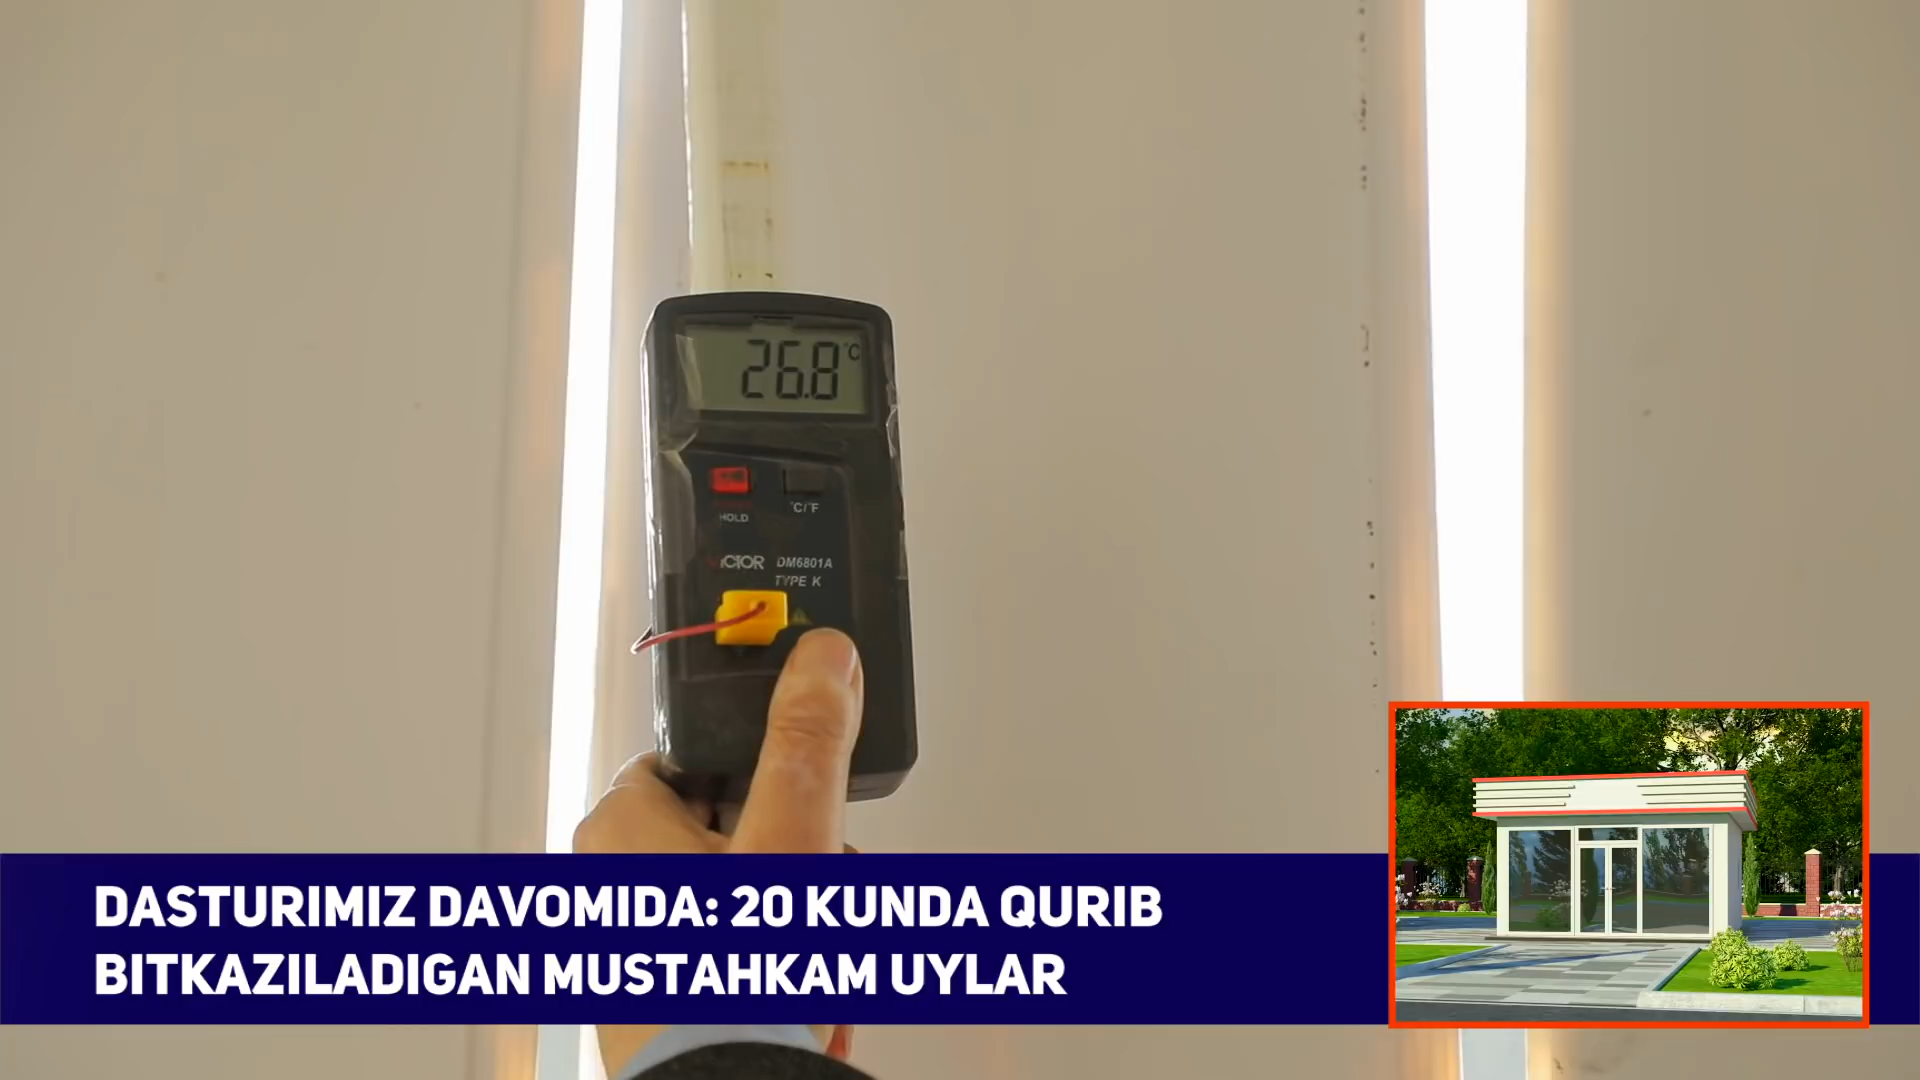 26.8 °C
HOLD
°C/°F
VICTOR DM6801A
TYPE K
DASTURIMIZ DAVOMIDA: 20 KUNDA QURIB
BITKAZILADIGAN MUSTAHKAM UYLAR